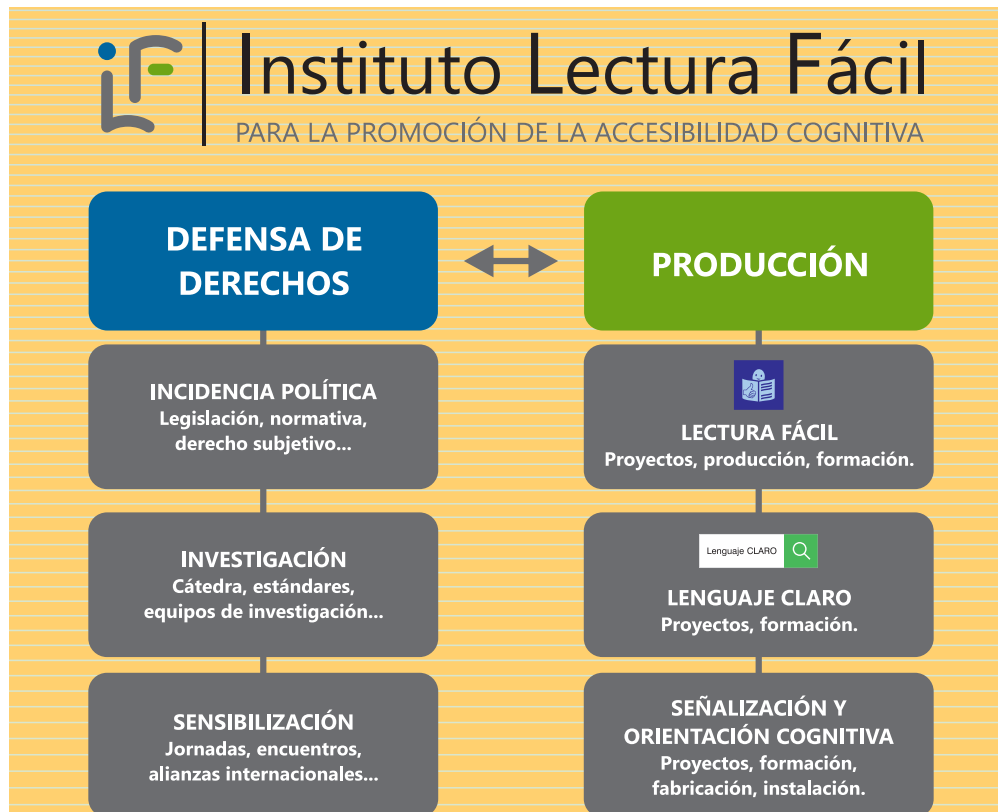 Instituto Lectura Fácil
PARA LA PROMOCIÓN DE LA ACCESIBILIDAD COGNITIVA
DEFENSA DE
DERECHOS
INCIDENCIA POLÍTICA
Legislación, normativa,
derecho subjetivo...
INVESTIGACIÓN
Cátedra, estándares,
equipos de investigación...
SENSIBILIZACIÓN
Jornadas, encuentros,
alianzas internacionales...
PRODUCCIÓN
LECTURA FÁCIL
Proyectos, producción, formación.
Lenguaje CLARO
LENGUAJE CLARO
Proyectos, formación.
SEÑALIZACIÓN Y
ORIENTACIÓN COGNITIVA
Proyectos, formación,
fabricación, instalación.